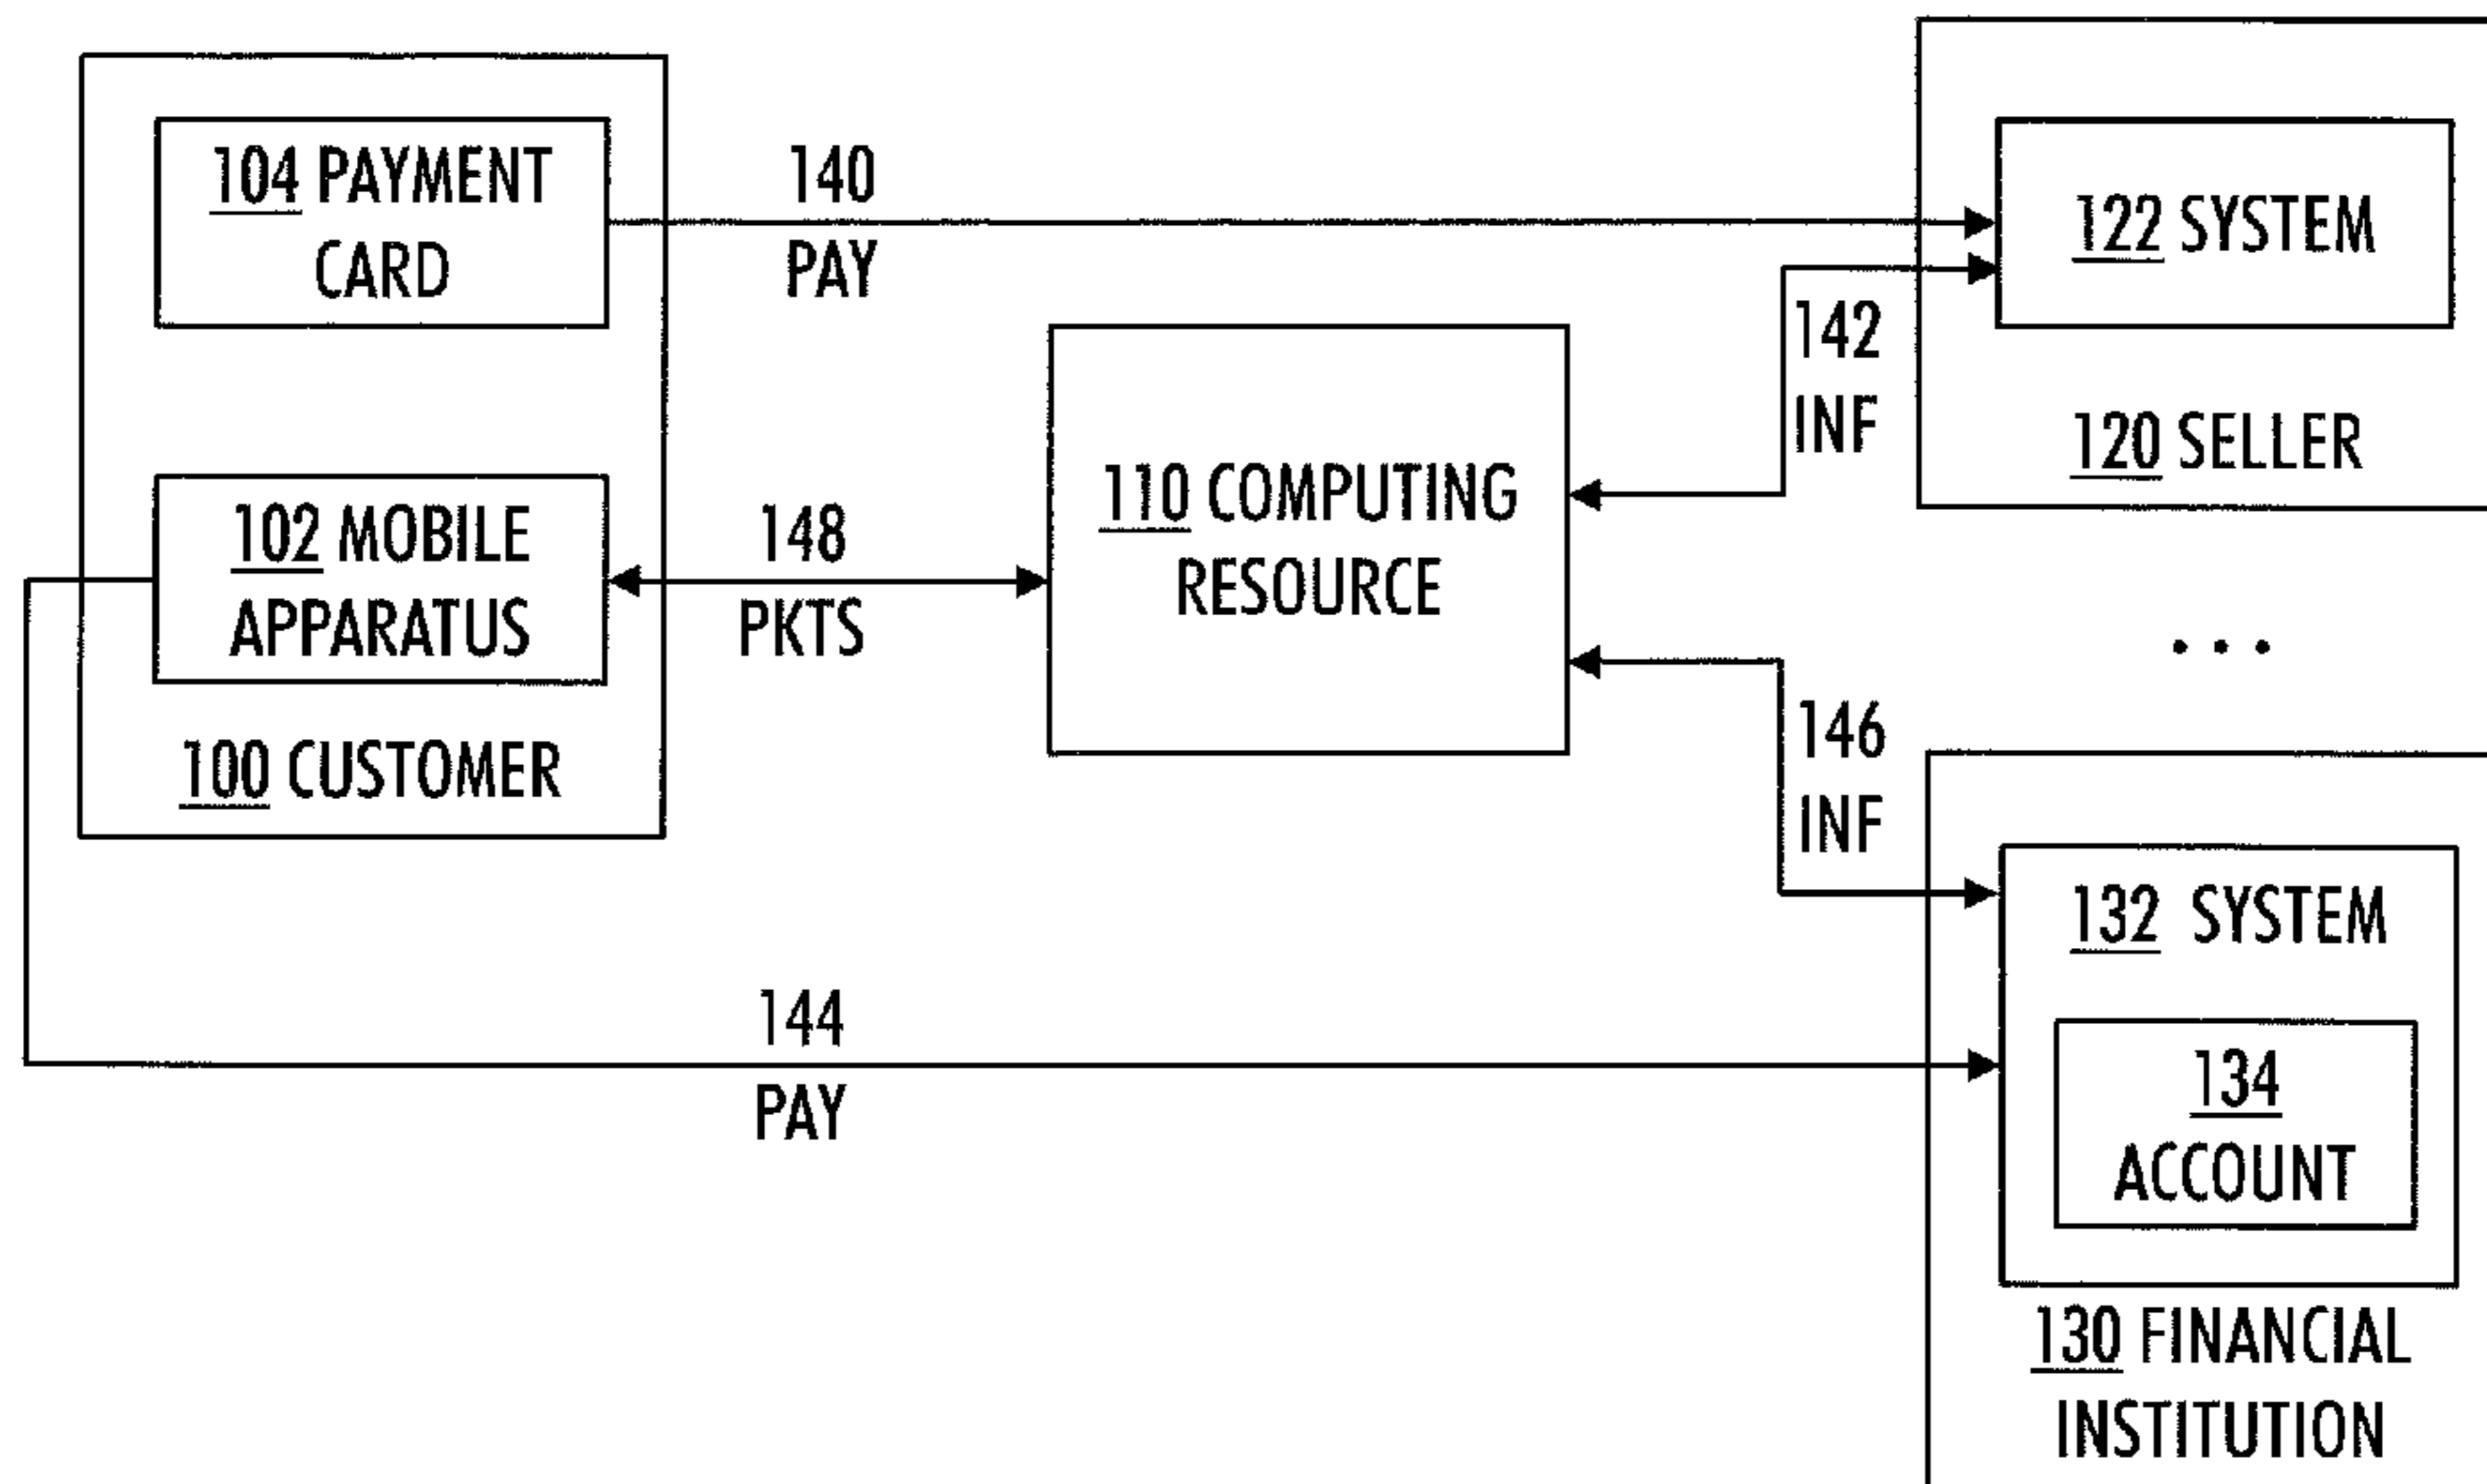 104 PAYMENT
CARD
102 MOBILE
APPARATUS
100 CUSTOMER
140
PAY
148
PKTS
110 COMPUTING
RESOURCE
142
INF
122 SYSTEM
120 SELLER
...
146
INF
132 SYSTEM
134
ACCOUNT
130 FINANCIAL
INSTITUTION
144
PAY